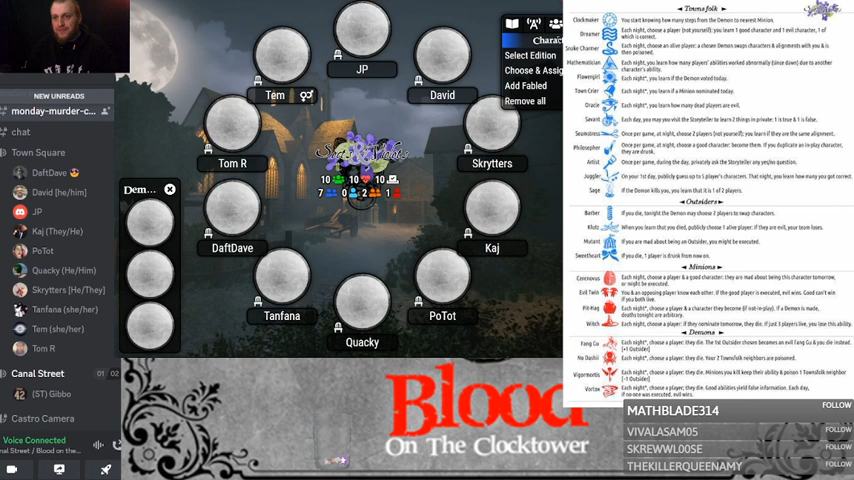 NEW UNREADS
monday-murder-c...
chat
Town Square
DaftDave
David [he/him]
JP
Kaj (They/He)
PoTot
Quacky (He/Him)
Skrytters [He/They]
Tanfana (she/her)
Tem (she/her)
Tom R
Canal Street 01 02
(ST) Gibbo
Castro Camera
Voice Connected
nal Street / Blood on the...
JP
Tem
David
Tom R
Skrytters
DaftDave
Kaj
Tanfana
PoTot
Quacky
Dem...
10 10 10
7 0 2 1
Select Edition
Choose & Assig
Add Fabled
Remove all
Townsfolk
Clockmaker You start knowing how many steps from the Demon to nearest Minion.
Dreamer Each night, choose a player (not yourself): you learn 1 good character and 1 evil character, 1 of
which is correct.
Snake Charmer Each night, choose an alive player: a chosen Demon swaps characters & alignments with you & is
then poisoned.
Mathematician Each night, you learn how many players' abilities worked abnormally (since dawn) due to another
character's ability.
Flowergirl Each night*, you learn if the Demon voted today.
Town Crier Each night*, you learn if a Minion nominated today.
Oracle Each night*, you learn how many dead players are evil.
Savant Each day, you may visit the Storyteller to learn 2 things in private: 1 is true & 1 is false.
Seamstress Once per game, at night, choose 2 players (not yourself): you learn if they are the same alignment.
Philosopher Once per game, at night, choose a good character: become them. If you duplicate an in-play character,
they are drunk.
Artist Once per game, during the day, privately ask the Storyteller any yes/no question.
Juggler On your 1st day, publicly guess up to 5 players' characters. That night, you learn how many you got correct.
Sage If the Demon kills you, you learn that it is 1 of 2 players.
Outsiders
Barber If you die, tonight the Demon may choose 2 players to swap characters.
Klutz When you learn that you died, publicly choose 1 alive player: if they are evil, your team loses.
Mutant If you are mad about being an Outsider, you might be executed.
Sweetheart If you die, 1 player is drunk from now on.
Minions
Cerenovus Each night, choose a player & a good character: they are mad about being this character tomorrow,
or might be executed.
Evil Twin You & an opposing player know each other. If the good player is executed, evil wins. Good can't win
if you both live.
Pit-Hag Each night*, choose a player & a character they become (if not-in-play). If a Demon is made,
deaths tonight are arbitrary.
Witch Each night, choose a player: if they nominate tomorrow, they die. If just 3 players live, you lose this ability.
Demons
Fang Gu Each night*, choose a player: they die. The 1st Outsider chosen becomes an evil Fang Gu & you die instead.
[+1 Outsider]
No Dashii Each night*, choose a player: they die. Your 2 Townsfolk neighbors are poisoned.
Vigormortis Each night*, choose a player: they die. Minions you kill keep their ability & poison 1 Townsfolk neighbor
[-1 Outsider]
Vortox Each night*, choose a player; they die. Good abilities yield false information. Each day,
if no one was executed, evil wins.
Blood
On The Clocktower
MATHBLADE314 FOLLOW
VIVALASAM05 FOLLOW
SKREWWL00SE FOLLOW
THEKILLERQUEENAMY FOLLOW